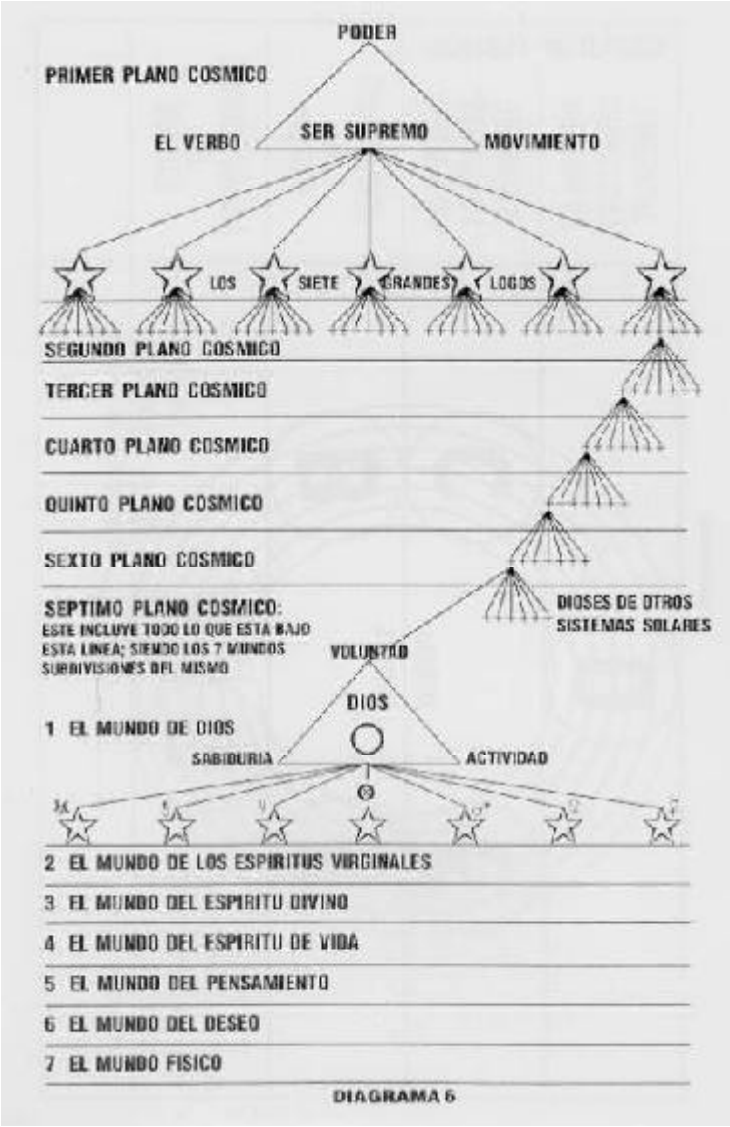 PODER
PRIMER PLANO COSMICO
SER SUPREMO
EL VERBO
MOVIMIENTO
LOS SIETE GRANDES LOGOS
SEGUNDO PLANO COSMICO
TERCER PLANO COSMICO
CUARTO PLANO COSMICO
QUINTO PLANO COSMICO
SEXTO PLANO COSMICO
SEPTIMO PLANO COSMICO:
ESTE INCLUYE TODO LO QUE ESTA BAJO
ESTA LINEA; SIENDO LOS 7 MUNDOS
SUBDIVISIONES DEL MISMO
DIOSES DE OTROS
SISTEMAS SOLARES
VOLUNTAD
DIOS
1 EL MUNDO DE DIOS
SABIDURIA
ACTIVIDAD
2 EL MUNDO DE LOS ESPIRITUS VIRGINALES
3 EL MUNDO DEL ESPIRITU DIVINO
4 EL MUNDO DEL ESPIRITU DE VIDA
5 EL MUNDO DEL PENSAMIENTO
6 EL MUNDO DEL DESEO
7 EL MUNDO FISICO
DIAGRAMA 6